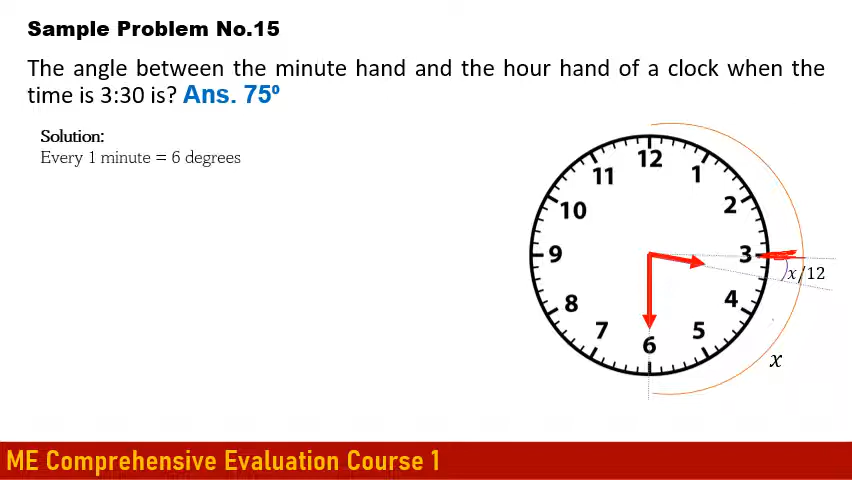 Sample Problem No.15
The angle between the minute hand and the hour hand of a clock when the
time is 3:30 is? Ans. 75º
Solution:
Every 1 minute = 6 degrees
12
11
1
10
2
9
3
x/12
8
4
7
5
6
x
ME Comprehensive Evaluation Course 1